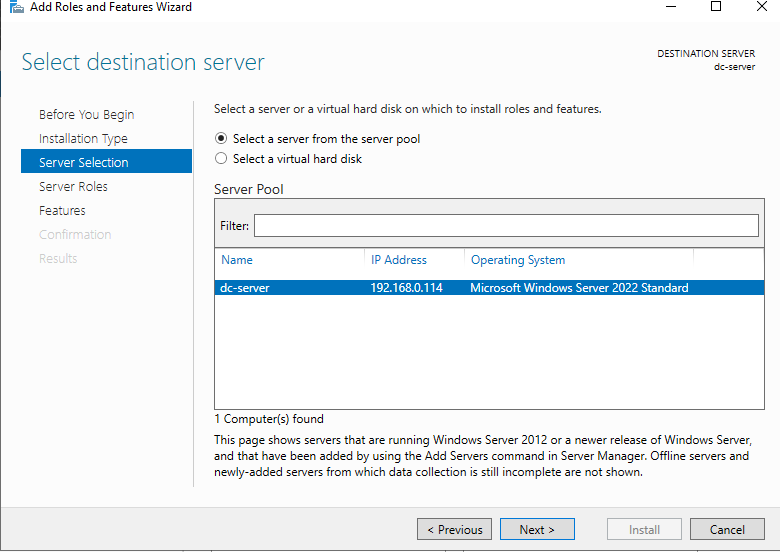 Add Roles and Features Wizard
Select destination server
DESTINATION SERVER
dc-server
Before You Begin
Installation Type
Server Selection
Server Roles
Features
Confirmation
Results
Select a server or a virtual hard disk on which to install roles and features.
Select a server from the server pool
Select a virtual hard disk
Server Pool
Filter:
Name IP Address Operating System
dc-server 192.168.0.114 Microsoft Windows Server 2022 Standard
1 Computer(s) found
This page shows servers that are running Windows Server 2012 or a newer release of Windows Server,
and that have been added by using the Add Servers command in Server Manager. Offline servers and
newly-added servers from which data collection is still incomplete are not shown.
< Previous Next > Install Cancel